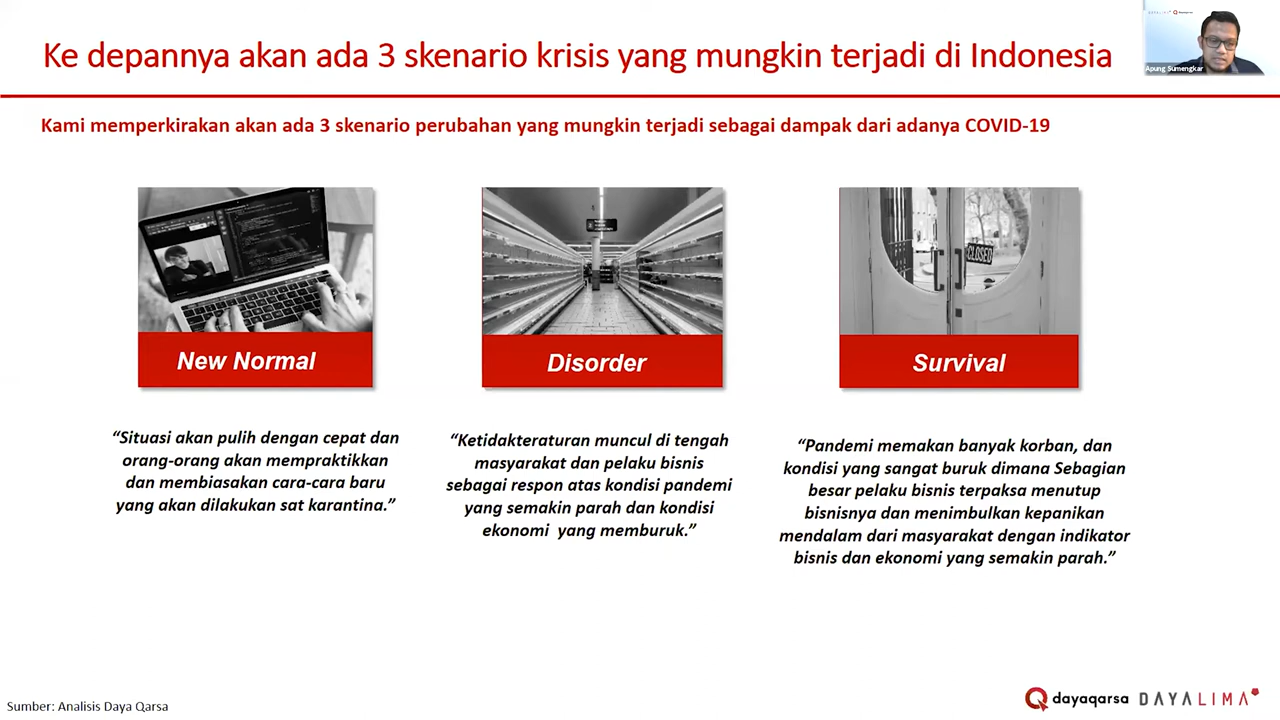 Ke depannya akan ada 3 skenario krisis yang mungkin terjadi di Indonesia
Apung Sumengkar
Kami memperkirakan akan ada 3 skenario perubahan yang mungkin terjadi sebagai dampak dari adanya COVID-19
CLOSED
New Normal
Disorder
Survival
“Situasi akan pulih dengan cepat dan
orang-orang akan mempraktikkan
dan membiasakan cara-cara baru
yang akan dilakukan sat karantina.”
“Ketidakteraturan muncul di tengah
masyarakat dan pelaku bisnis
sebagai respon atas kondisi pandemi
yang semakin parah dan kondisi
ekonomi yang memburuk.”
“Pandemi memakan banyak korban, dan
kondisi yang sangat buruk dimana Sebagian
besar pelaku bisnis terpaksa menutup
bisnisnya dan menimbulkan kepanikan
mendalam dari masyarakat dengan indikator
bisnis dan ekonomi yang semakin parah.”
Sumber: Analisis Daya Qarsa
dayaqarsa DAYALIMA